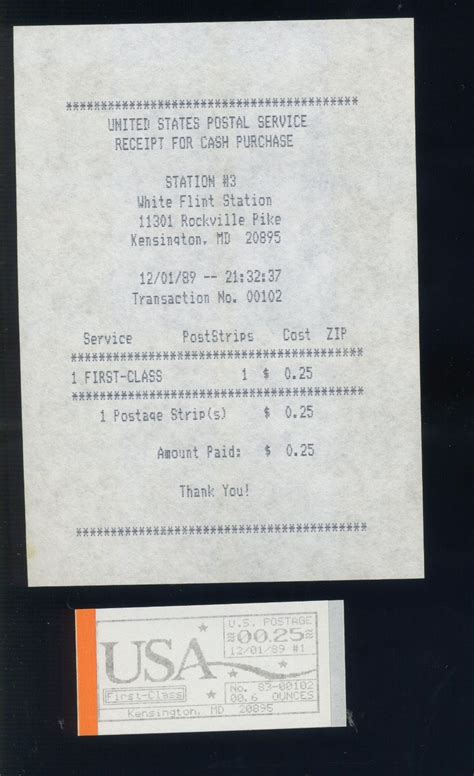 ******************************************
UNITED STATES POSTAL SERVICE
RECEIPT FOR CASH PURCHASE
STATION #3
White Flint Station
11301 Rockville Pike
Kensington, MD 20895
12/01/89 -- 21:32:37
Transaction No. 00102
Service PostStrips Cost ZIP
******************************************
1 FIRST-CLASS 1 $ 0.25
******************************************
1 Postage Strip(s) $ 0.25
Amount Paid: $ 0.25
Thank You!
******************************************
U.S. POSTAGE
00.25
12/01/89 #1
USA
First-Class
No. 83-00102
00.6 OUNCES
Kensington, MD 20895